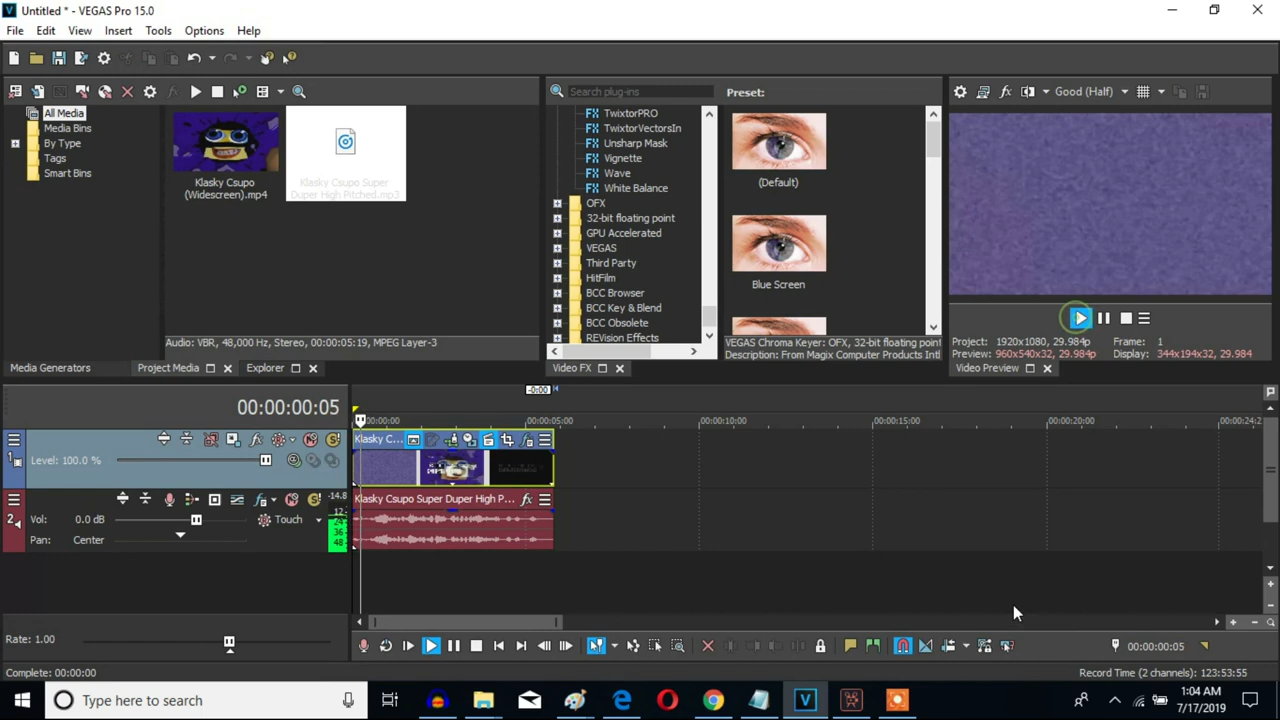 Untitled * - VEGAS Pro 15.0
File Edit View Insert Tools Options Help
All Media
Media Bins
By Type
Tags
Smart Bins
Klasky Csupo
(Widescreen).mp4
Klasky Csupo Super
Duper High Pitched.mp3
Audio: VBR, 48,000 Hz, Stereo, 00:00:05:19, MPEG Layer-3
Media Generators
Project Media
Explorer
Search plug-ins
TwixtorPRO
TwixtorVectorsIn
Unsharp Mask
Vignette
Wave
White Balance
OFX
32-bit floating point
GPU Accelerated
VEGAS
Third Party
HitFilm
BCC Browser
BCC Key & Blend
BCC Obsolete
REVision Effects
Preset:
(Default)
Blue Screen
VEGAS Chroma Keyer: OFX, 32-bit floating point
Description: From Magix Computer Products Intl
Video FX
Good (Half)
Project: 1920x1080, 29.984p
Frame: 1
Preview: 960x540x32, 29.984p
Display: 344x194x32, 29.984
Video Preview
00:00:00:05
-0:00
00:00:05:00
00:00:10:00
00:00:15:00
00:00:20:00
1
Level: 100.0 %
Klasky C...
2
Vol: 0.0 dB
Touch
Pan: Center
-14.8
12
24
36
48
Klasky Csupo Super Duper High P...
Rate: 1.00
00:00:00:05
Complete: 00:00:00
Record Time (2 channels): 123:53:55
Type here to search
1:04 AM
7/17/2019